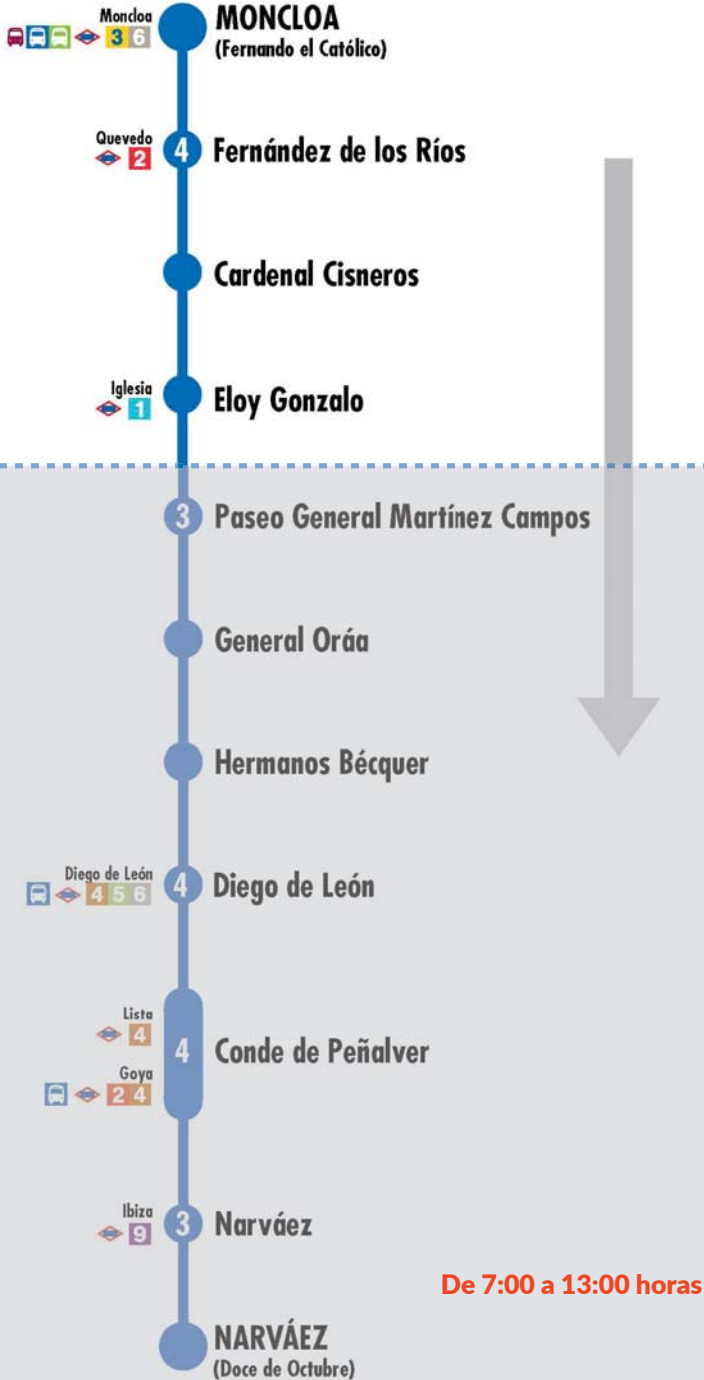 Moncloa
3 6
MONCLOA
(Fernando el Católico)
Quevedo
2
4
Fernández de los Ríos
Cardenal Cisneros
Iglesia
1
Eloy Gonzalo
3
Paseo General Martínez Campos
General Oráa
Hermanos Bécquer
Diego de León
4 5 6
4
Diego de León
Lista
4
4
Conde de Peñalver
Goya
2 4
Ibiza
9
3
Narváez
De 7:00 a 13:00 horas
NARVÁEZ
(Doce de Octubre)